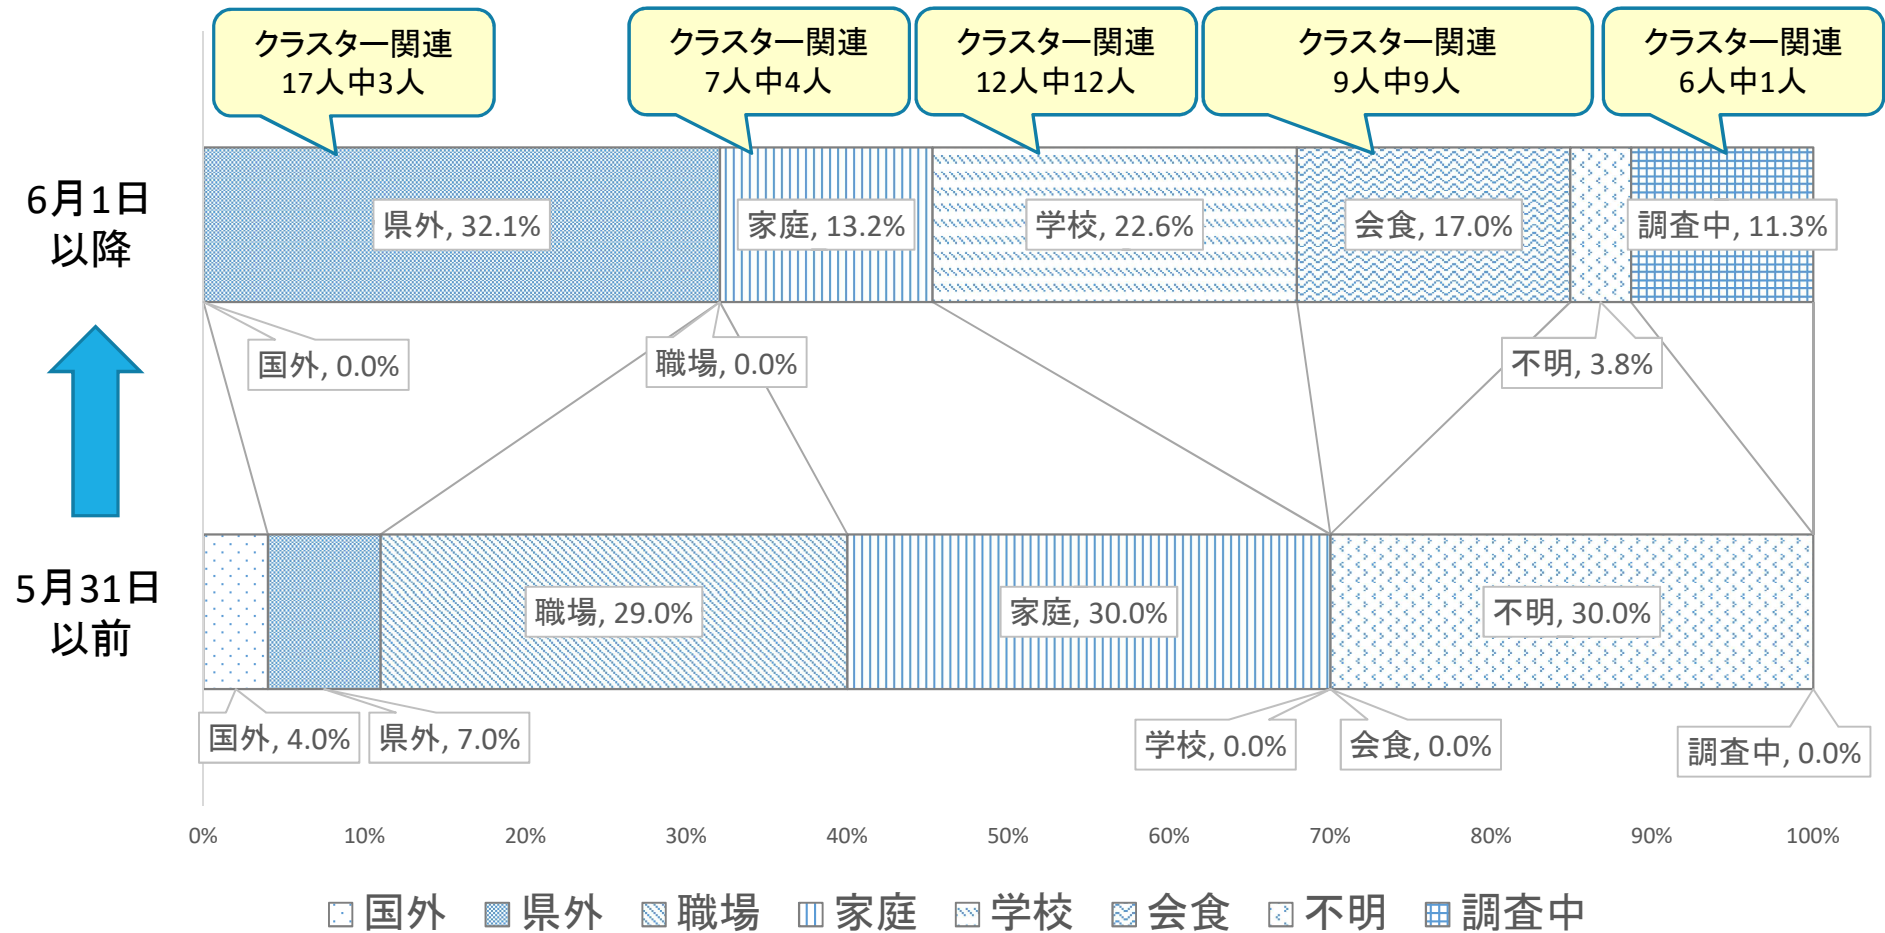 クラスター関連
17人中3人
クラスター関連
7人中4人
クラスター関連
12人中12人
クラスター関連
9人中9人
クラスター関連
6人中1人
6月1日
以降
県外, 32.1%
家庭, 13.2%
学校, 22.6%
会食, 17.0%
調査中, 11.3%
国外, 0.0%
職場, 0.0%
不明, 3.8%
5月31日
以前
職場, 29.0%
家庭, 30.0%
不明, 30.0%
国外, 4.0%
県外, 7.0%
学校, 0.0%
会食, 0.0%
調査中, 0.0%
0% 10% 20% 30% 40% 50% 60% 70% 80% 90% 100%
国外 県外 職場 家庭 学校 会食 不明 調査中